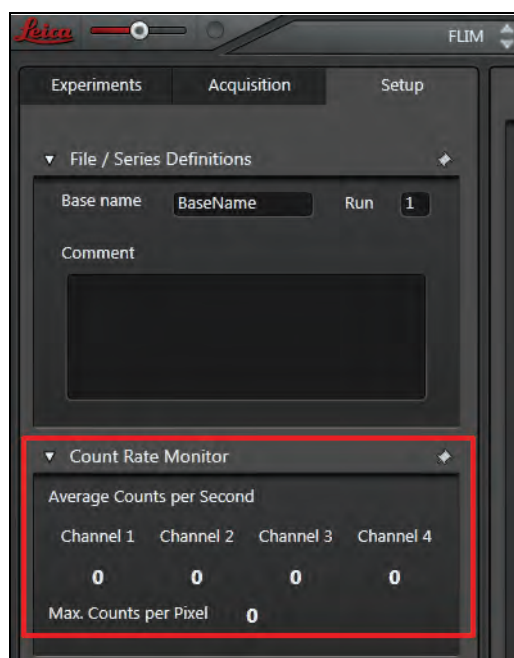 Leica
FLIM
Experiments Acquisition Setup
File / Series Definitions
Base name BaseName Run 1
Comment
Count Rate Monitor
Average Counts per Second
Channel 1 Channel 2 Channel 3 Channel 4
0 0 0 0
Max. Counts per Pixel 0